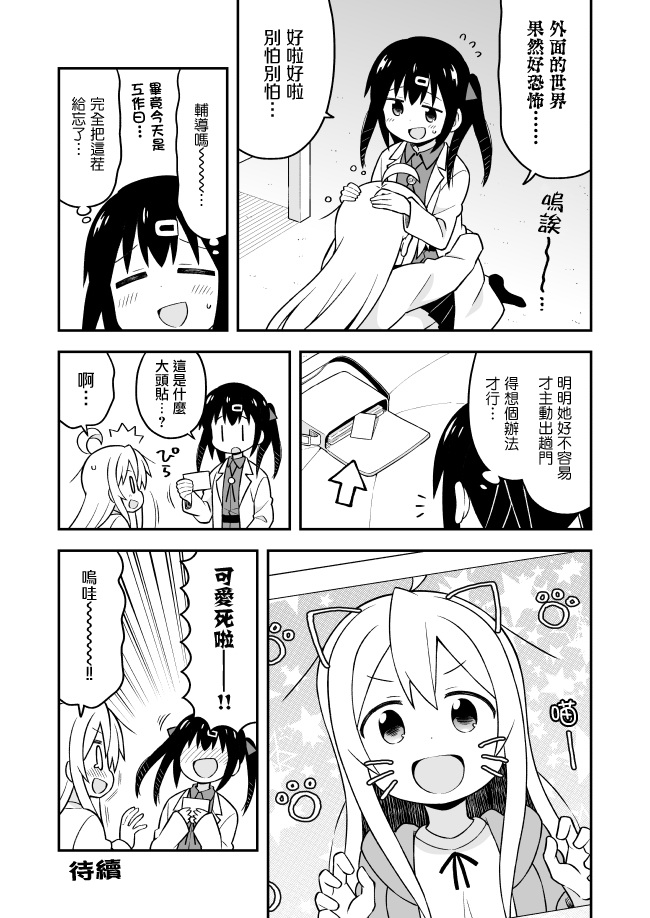 外面的世界
果然好恐怖……
嗚誒～～…
好啦好啦
別怕別怕…
輔導嗎～～～…
畢竟今天是
工作日…
完全把這茬
給忘了…
明明她好不容易
才主動出趟門
得想個辦法
才行…
這是什麼
大頭貼…?
ぴら
啊…
喵—
可愛死啦——!!
嗚哇～～～～!!
待續